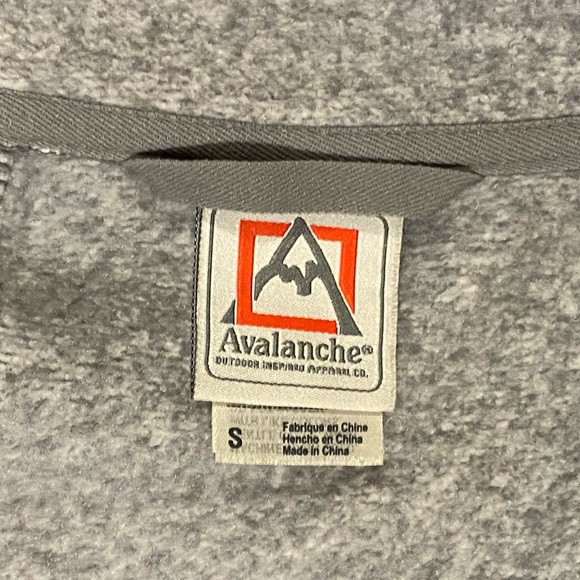 Avalanche®
OUTDOOR INSPIRED APPAREL CO.
S
Fabrique en Chine
Hencho en China
Made in China